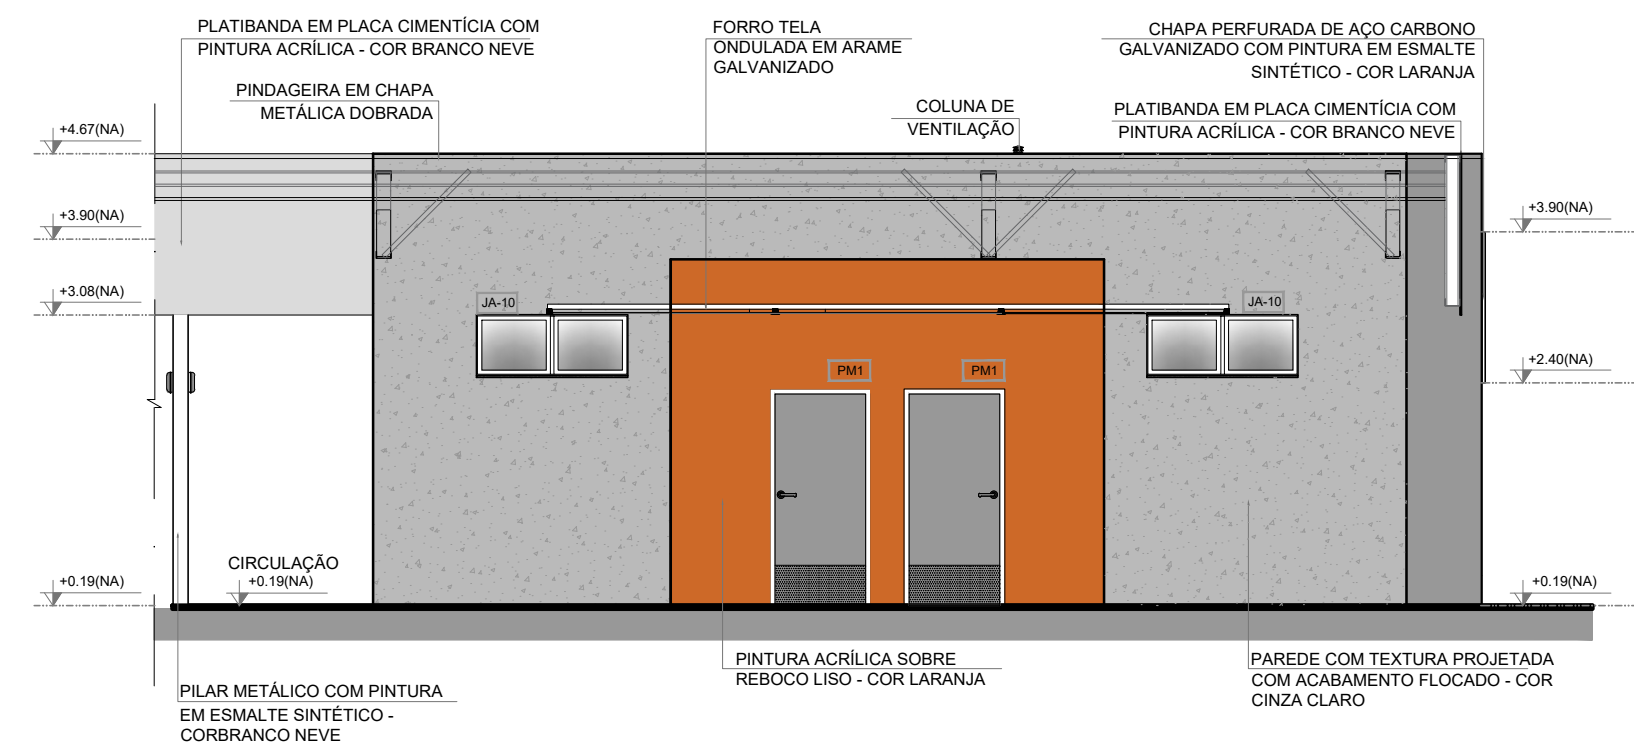 PLATIBANDA EM PLACA CIMENTÍCIA COM
PINTURA ACRÍLICA - COR BRANCO NEVE
PINDAGEIRA EM CHAPA
METÁLICA DOBRADA
FORRO TELA
ONDULADA EM ARAME
GALVANIZADO
COLUNA DE
VENTILAÇÃO
CHAPA PERFURADA DE AÇO CARBONO
GALVANIZADO COM PINTURA EM ESMALTE
SINTÉTICO - COR LARANJA
PLATIBANDA EM PLACA CIMENTÍCIA COM
PINTURA ACRÍLICA - COR BRANCO NEVE
+4.67(NA)
+3.90(NA)
+3.08(NA)
+0.19(NA)
+3.90(NA)
+2.40(NA)
+0.19(NA)
JA-10
JA-10
PM1
PM1
CIRCULAÇÃO
+0.19(NA)
PILAR METÁLICO COM PINTURA
EM ESMALTE SINTÉTICO -
CORBRANCO NEVE
PINTURA ACRÍLICA SOBRE
REBOCO LISO - COR LARANJA
PAREDE COM TEXTURA PROJETADA
COM ACABAMENTO FLOCADO - COR
CINZA CLARO